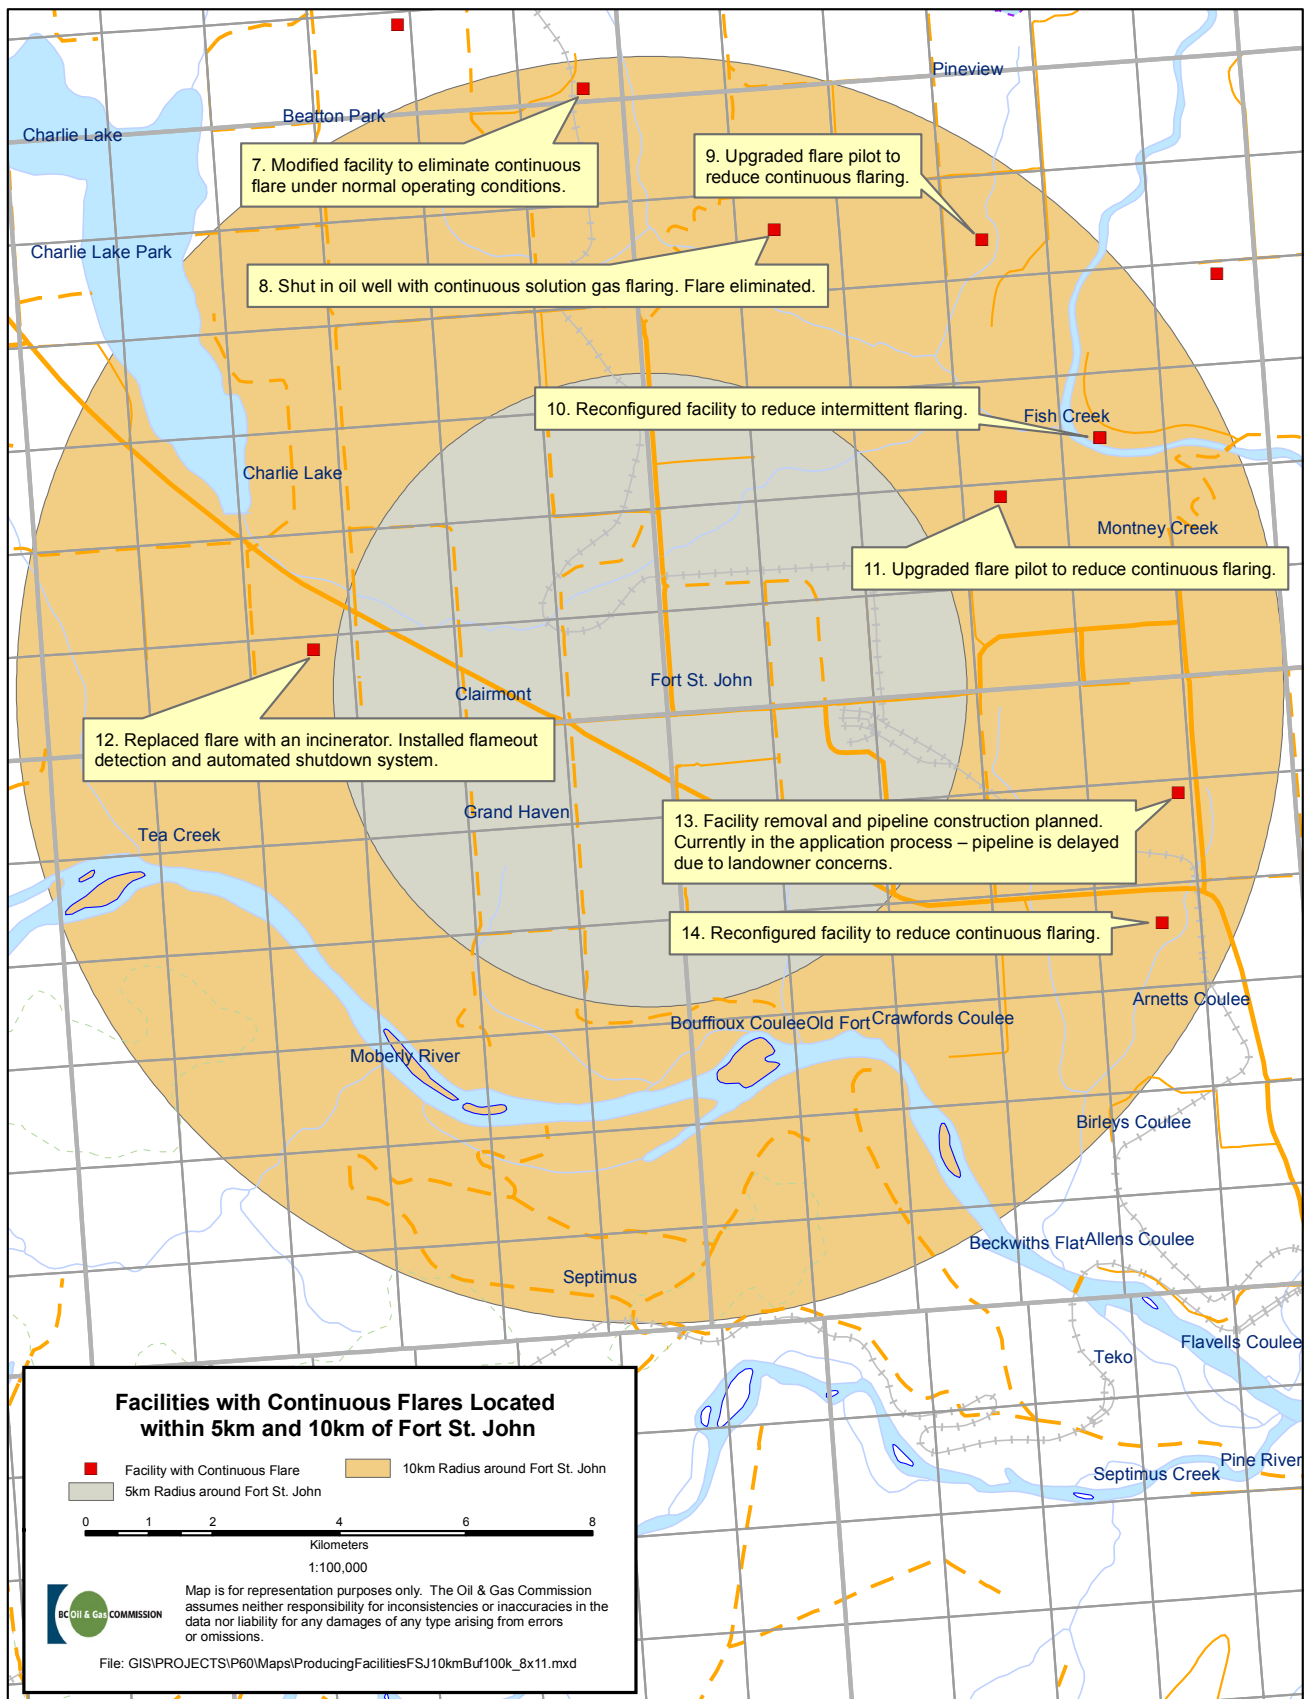 Pineview
Beatton Park
Charlie Lake
7. Modified facility to eliminate continuous
flare under normal operating conditions.
9. Upgraded flare pilot to
reduce continuous flaring.
Charlie Lake Park
8. Shut in oil well with continuous solution gas flaring. Flare eliminated.
10. Reconfigured facility to reduce intermittent flaring.
Fish Creek
Charlie Lake
Montney Creek
11. Upgraded flare pilot to reduce continuous flaring.
Fort St. John
Clairmont
12. Replaced flare with an incinerator. Installed flameout
detection and automated shutdown system.
Grand Haven
13. Facility removal and pipeline construction planned.
Currently in the application process – pipeline is delayed
due to landowner concerns.
Tea Creek
14. Reconfigured facility to reduce continuous flaring.
Arnetts Coulee
Bouffioux Coulee
Old Fort
Crawfords Coulee
Moberly River
Birleys Coulee
Beckwiths Flat
Allens Coulee
Septimus
Flavells Coulee
Teko
Pine River
Septimus Creek
Facilities with Continuous Flares Located
within 5km and 10km of Fort St. John
Facility with Continuous Flare
10km Radius around Fort St. John
5km Radius around Fort St. John
0 1 2 4 6 8
Kilometers
1:100,000
BC Oil & Gas COMMISSION
Map is for representation purposes only. The Oil & Gas Commission
assumes neither responsibility for inconsistencies or inaccuracies in the
data nor liability for any damages of any type arising from errors
or omissions.
File: GIS\PROJECTS\P60\Maps\ProducingFacilitiesFSJ10kmBuf100k_8x11.mxd